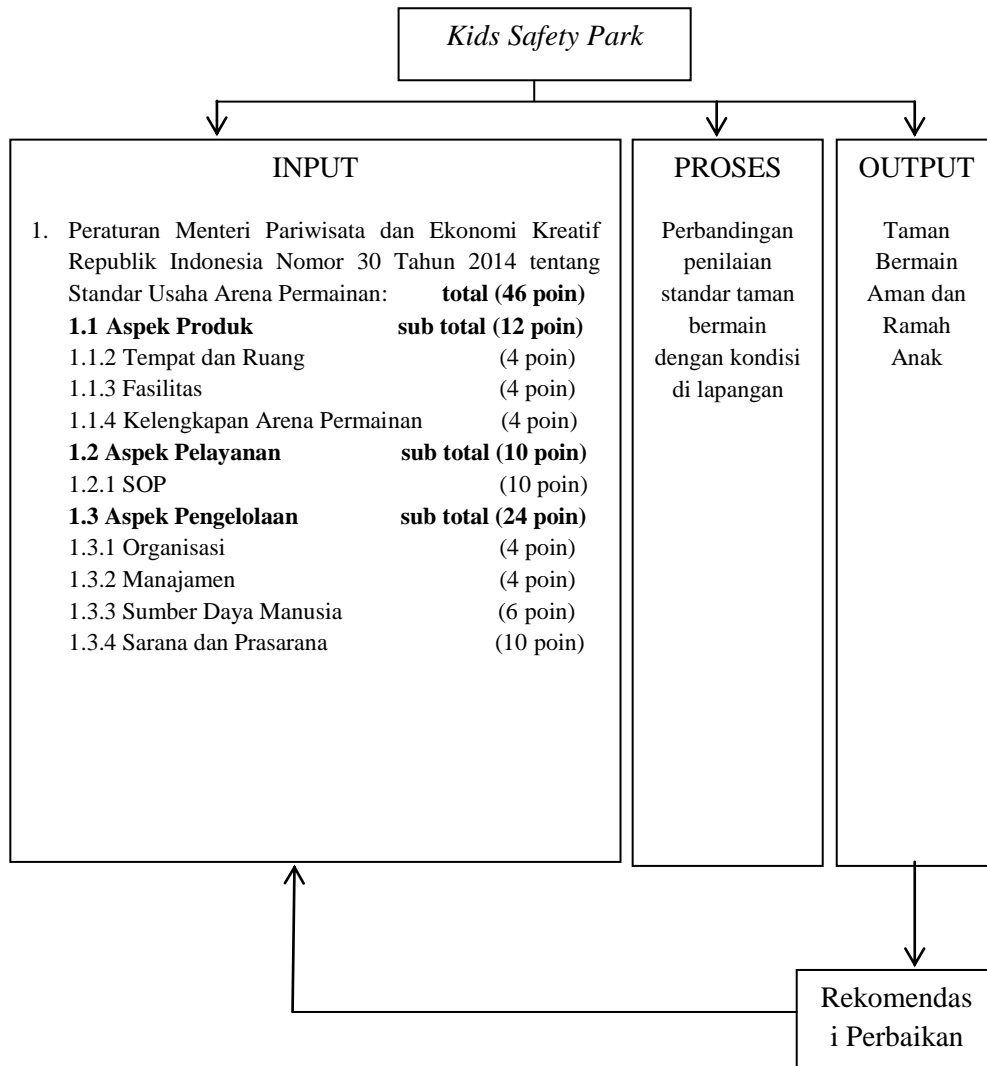 Kids Safety Park
INPUT
1. Peraturan Menteri Pariwisata dan Ekonomi Kreatif
Republik Indonesia Nomor 30 Tahun 2014 tentang
Standar Usaha Arena Permainan: total (46 poin)
1.1 Aspek Produk sub total (12 poin)
1.1.2 Tempat dan Ruang (4 poin)
1.1.3 Fasilitas (4 poin)
1.1.4 Kelengkapan Arena Permainan (4 poin)
1.2 Aspek Pelayanan sub total (10 poin)
1.2.1 SOP (10 poin)
1.3 Aspek Pengelolaan sub total (24 poin)
1.3.1 Organisasi (4 poin)
1.3.2 Manajamen (4 poin)
1.3.3 Sumber Daya Manusia (6 poin)
1.3.4 Sarana dan Prasarana (10 poin)
PROSES
Perbandingan
penilaian
standar taman
bermain
dengan kondisi
di lapangan
OUTPUT
Taman
Bermain
Aman dan
Ramah
Anak
Rekomendas
i Perbaikan